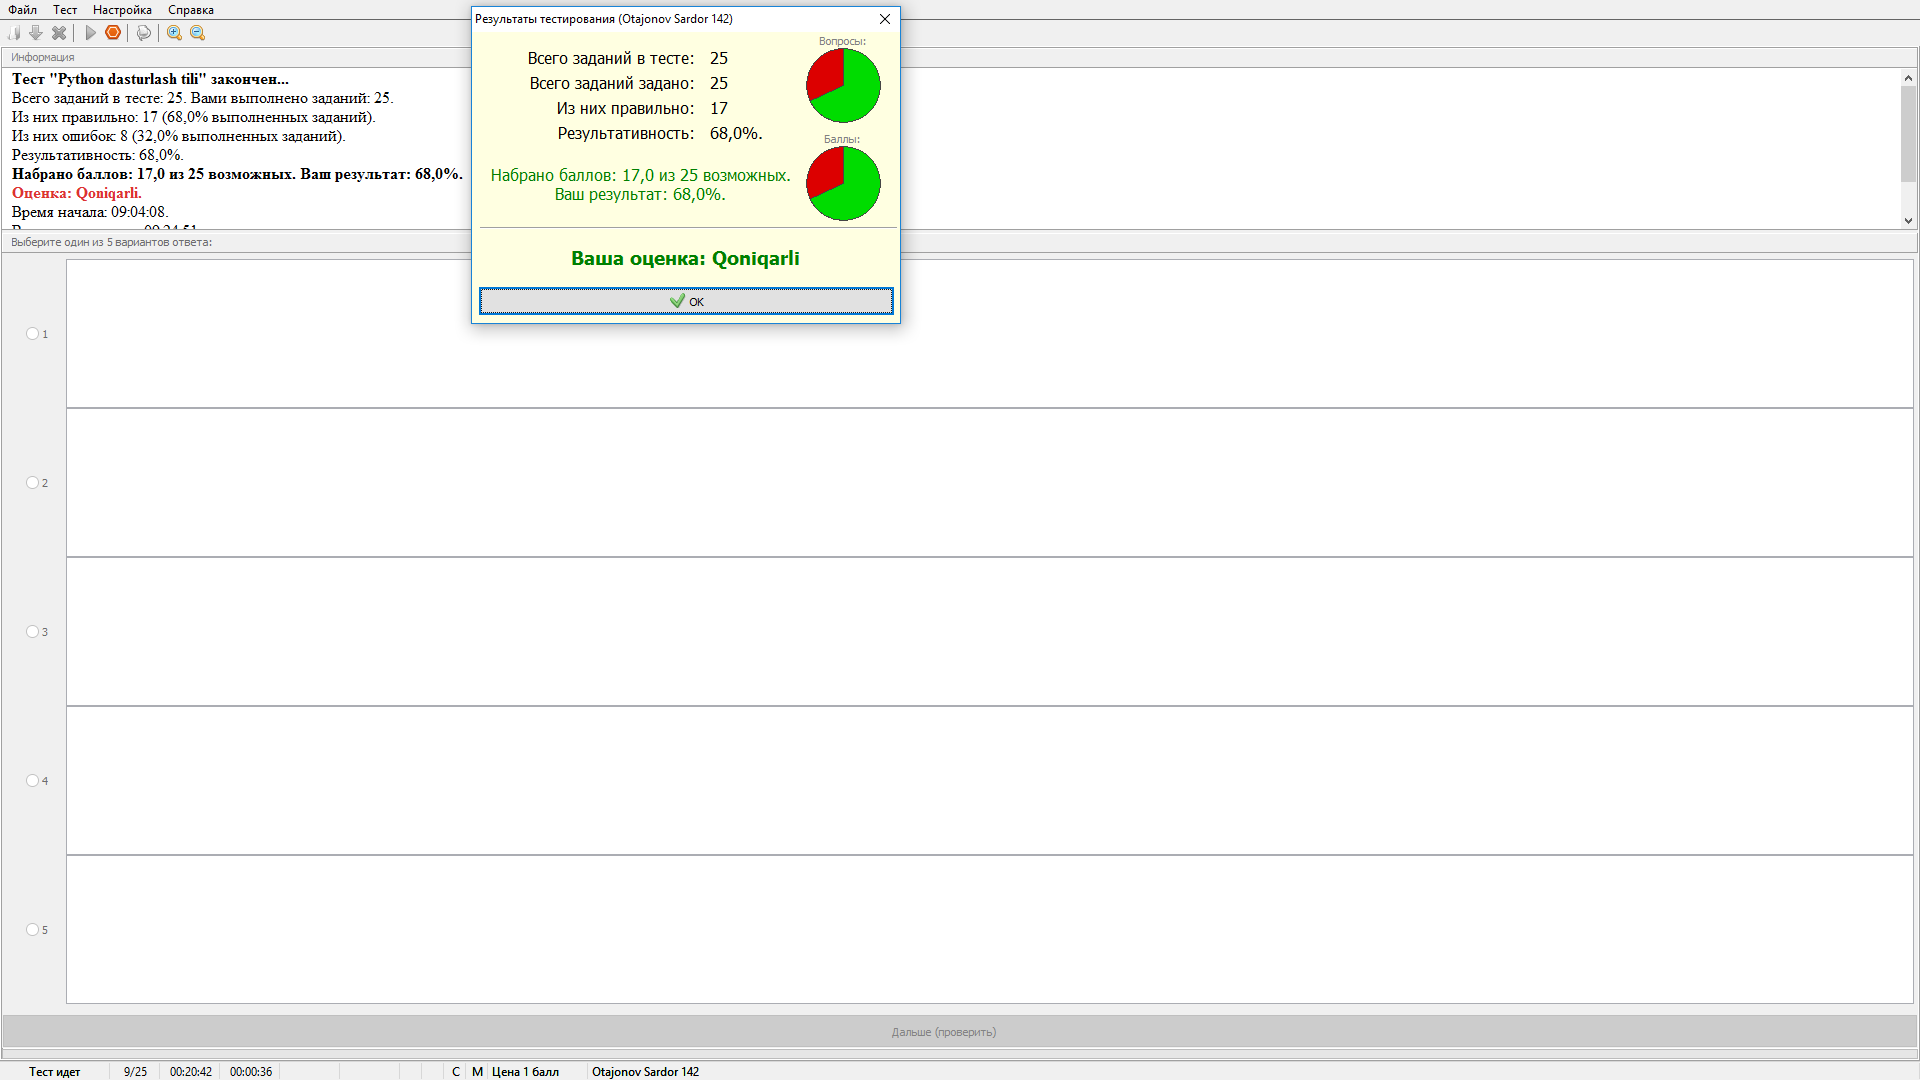 Файл Тест Настройка Справка
Информация
Тест "Python dasturlash tili" закончен...
Всего заданий в тесте: 25. Вами выполнено заданий: 25.
Из них правильно: 17 (68,0% выполненных заданий).
Из них ошибок: 8 (32,0% выполненных заданий).
Результативность: 68,0%.
Набрано баллов: 17,0 из 25 возможных. Ваш результат: 68,0%.
Оценка: Qoniqarli.
Время начала: 09:04:08.
Выберите один из 5 вариантов ответа:
Результаты тестирования (Otajonov Sardor 142)
Вопросы:
Всего заданий в тесте: 25
Всего заданий задано: 25
Из них правильно: 17
Результативность: 68,0%.
Баллы:
Набрано баллов: 17,0 из 25 возможных.
Ваш результат: 68,0%.
Ваша оценка: Qoniqarli
OK
1
2
3
4
5
Дальше (проверить)
Тест идет 9/25 00:20:42 00:00:36 С М Цена 1 балл Otajonov Sardor 142